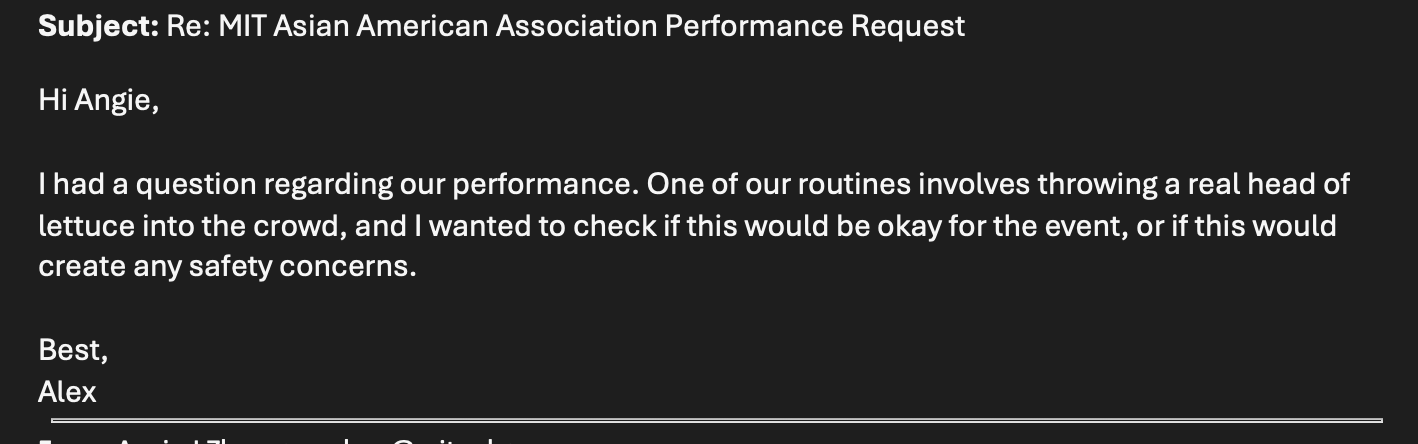 Subject: Re: MIT Asian American Association Performance Request
Hi Angie,
I had a question regarding our performance. One of our routines involves throwing a real head of
lettuce into the crowd, and I wanted to check if this would be okay for the event, or if this would
create any safety concerns.
Best,
Alex